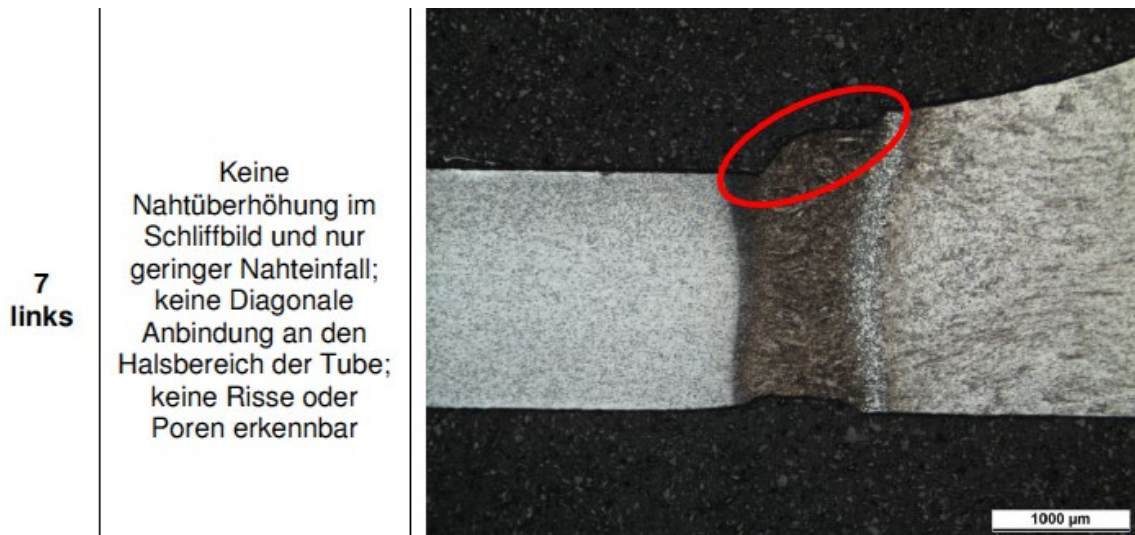 7
links
Keine
Nahtüberhöhung im
Schliffbild und nur
geringer Nahteinfall;
keine Diagonale
Anbindung an den
Halsbereich der Tube;
keine Risse oder
Poren erkennbar
1000 µm